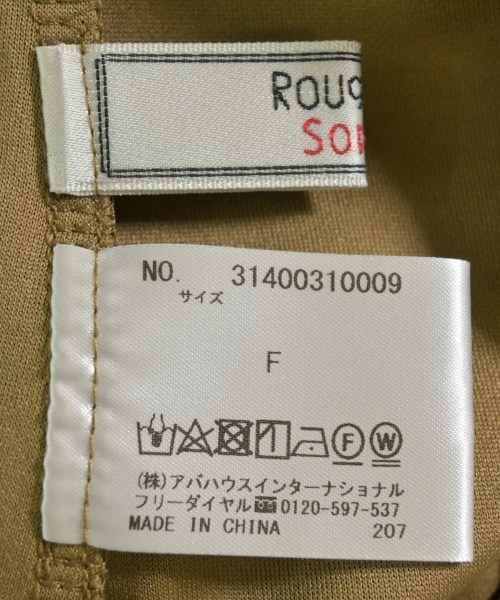 ROUG
NO. 31400310009
サイズ
F
F W
(株)アバハウスインターナショナル
フリーダイヤル 0120-597-537
MADE IN CHINA 207